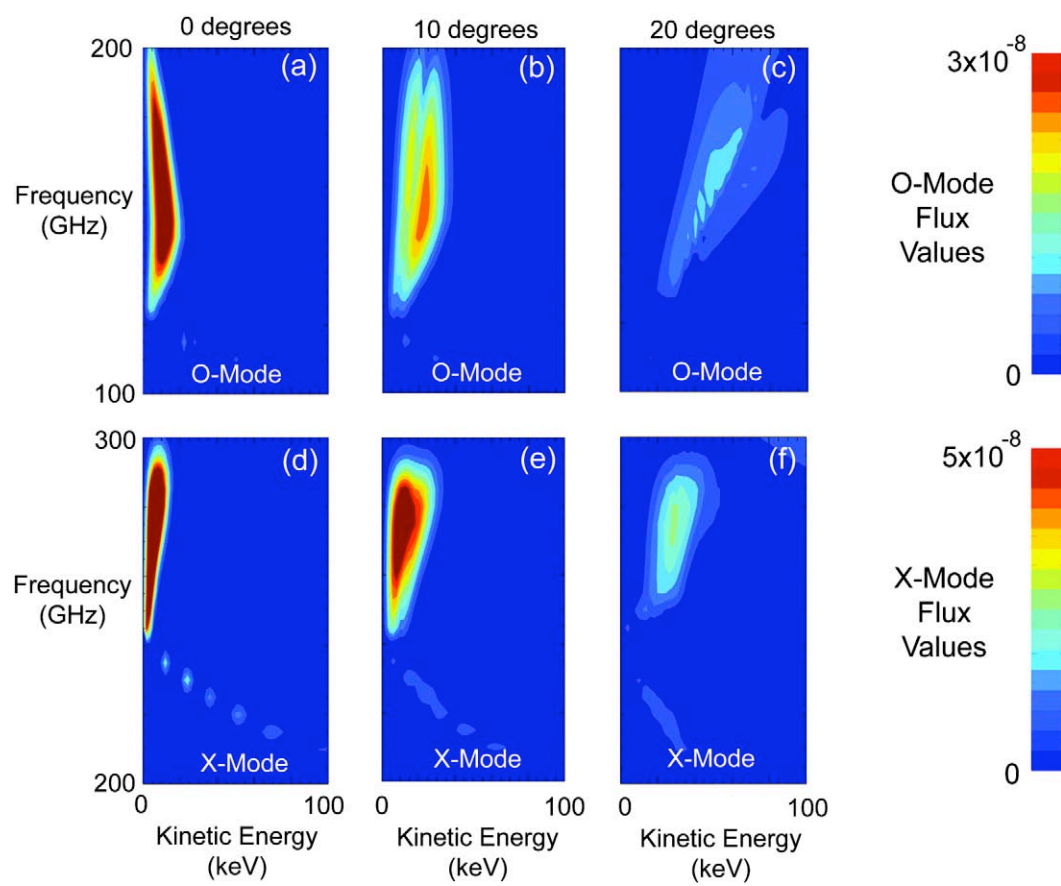 0 degrees
10 degrees
20 degrees
200
(a)
(b)
(c)
3x10⁻⁸
Frequency
(GHz)
O-Mode
Flux
Values
O-Mode
O-Mode
O-Mode
0
100
300
(d)
(e)
(f)
5x10⁻⁸
Frequency
(GHz)
X-Mode
Flux
Values
X-Mode
X-Mode
X-Mode
0
200
0
100
0
100
0
100
Kinetic Energy
(keV)
Kinetic Energy
(keV)
Kinetic Energy
(keV)